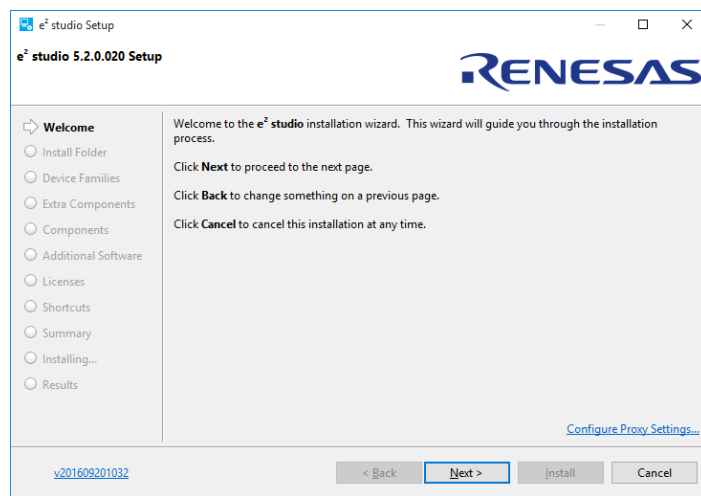 e² studio Setup
e² studio 5.2.0.020 Setup
RENESAS
Welcome
Install Folder
Device Families
Extra Components
Components
Additional Software
Licenses
Shortcuts
Summary
Installing...
Results
Welcome to the e² studio installation wizard. This wizard will guide you through the installation
process.
Click Next to proceed to the next page.
Click Back to change something on a previous page.
Click Cancel to cancel this installation at any time.
Configure Proxy Settings...
v201609201032
< Back
Next >
Install
Cancel